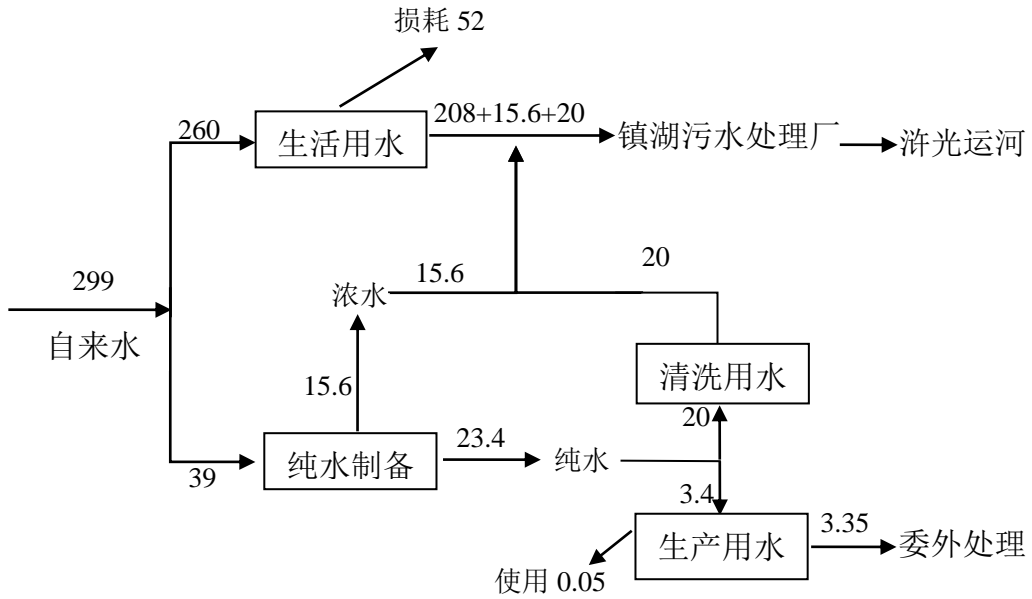 损耗 52
208+15.6+20
260
生活用水
镇湖污水处理厂
浒光运河
299
15.6
20
浓水
自来水
清洗用水
15.6
20
23.4
纯水制备
纯水
39
3.4
3.35
生产用水
委外处理
使用 0.05